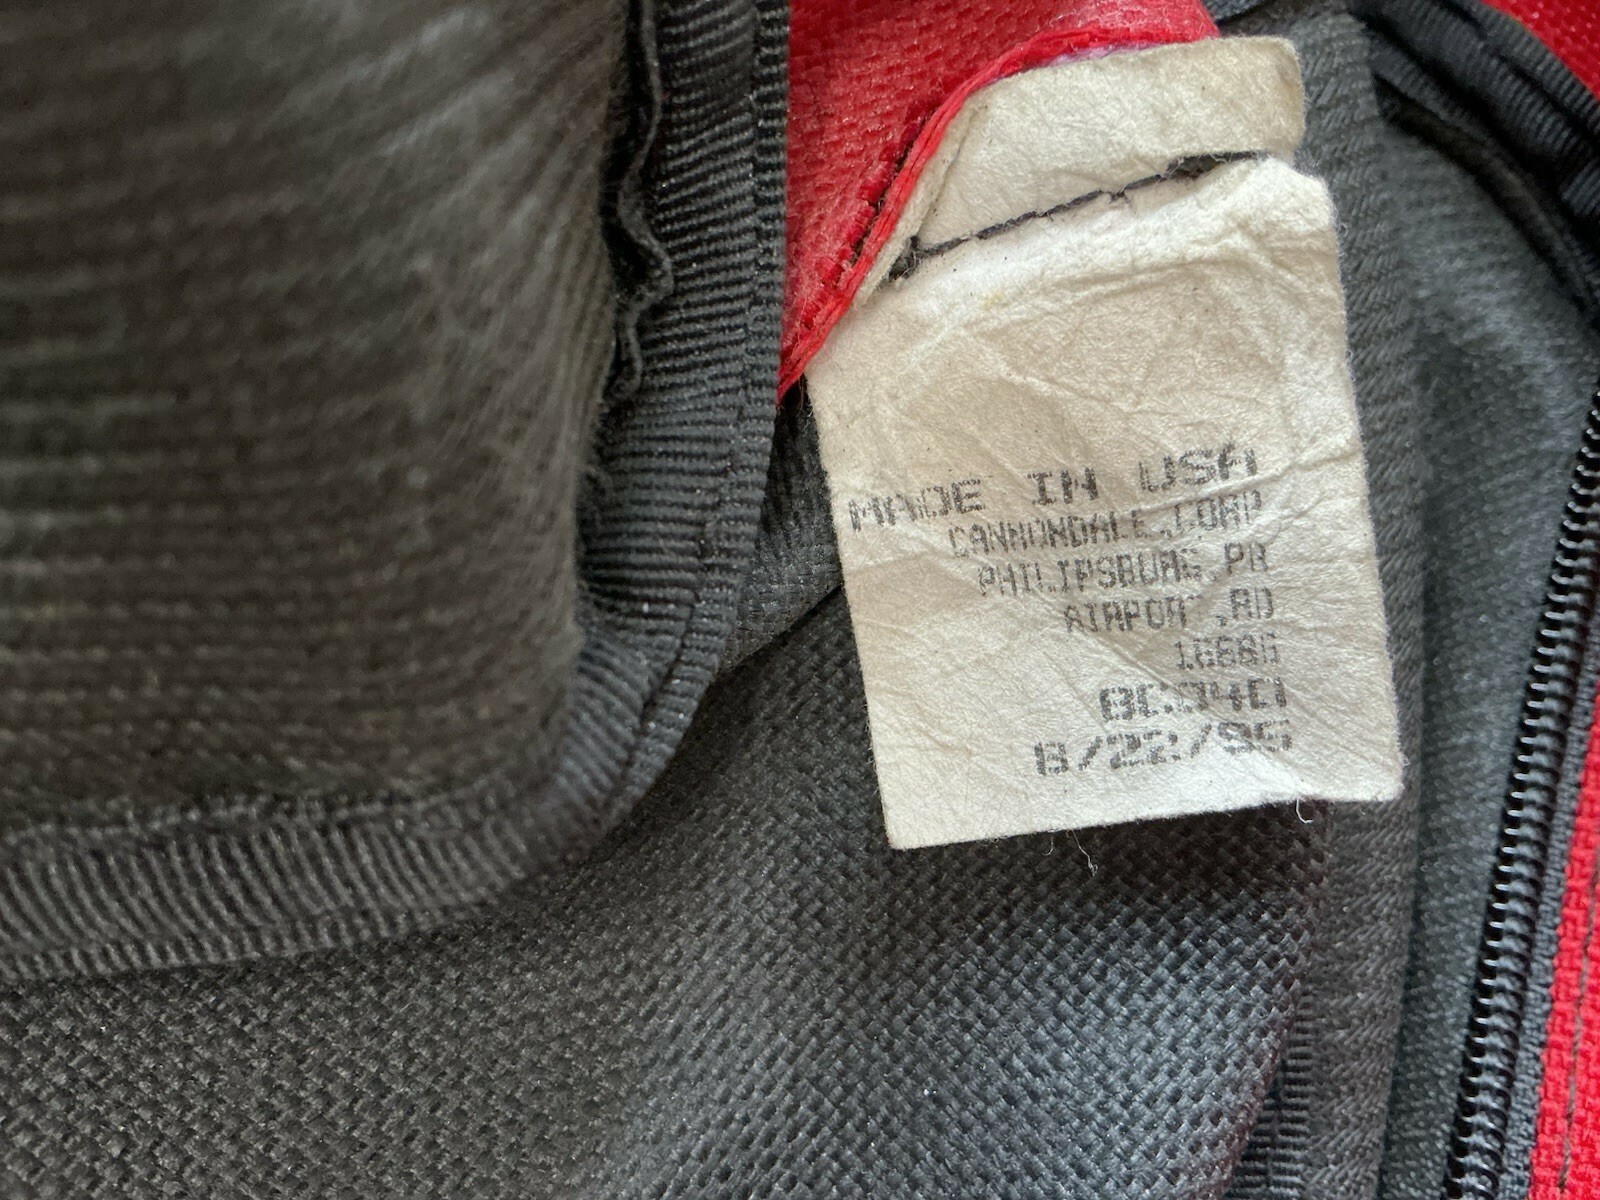 MADE IN USA
CANNONDALE.CORP
PHILIPSBURG.PA
AIRPORT.RD
16866
8/22/95